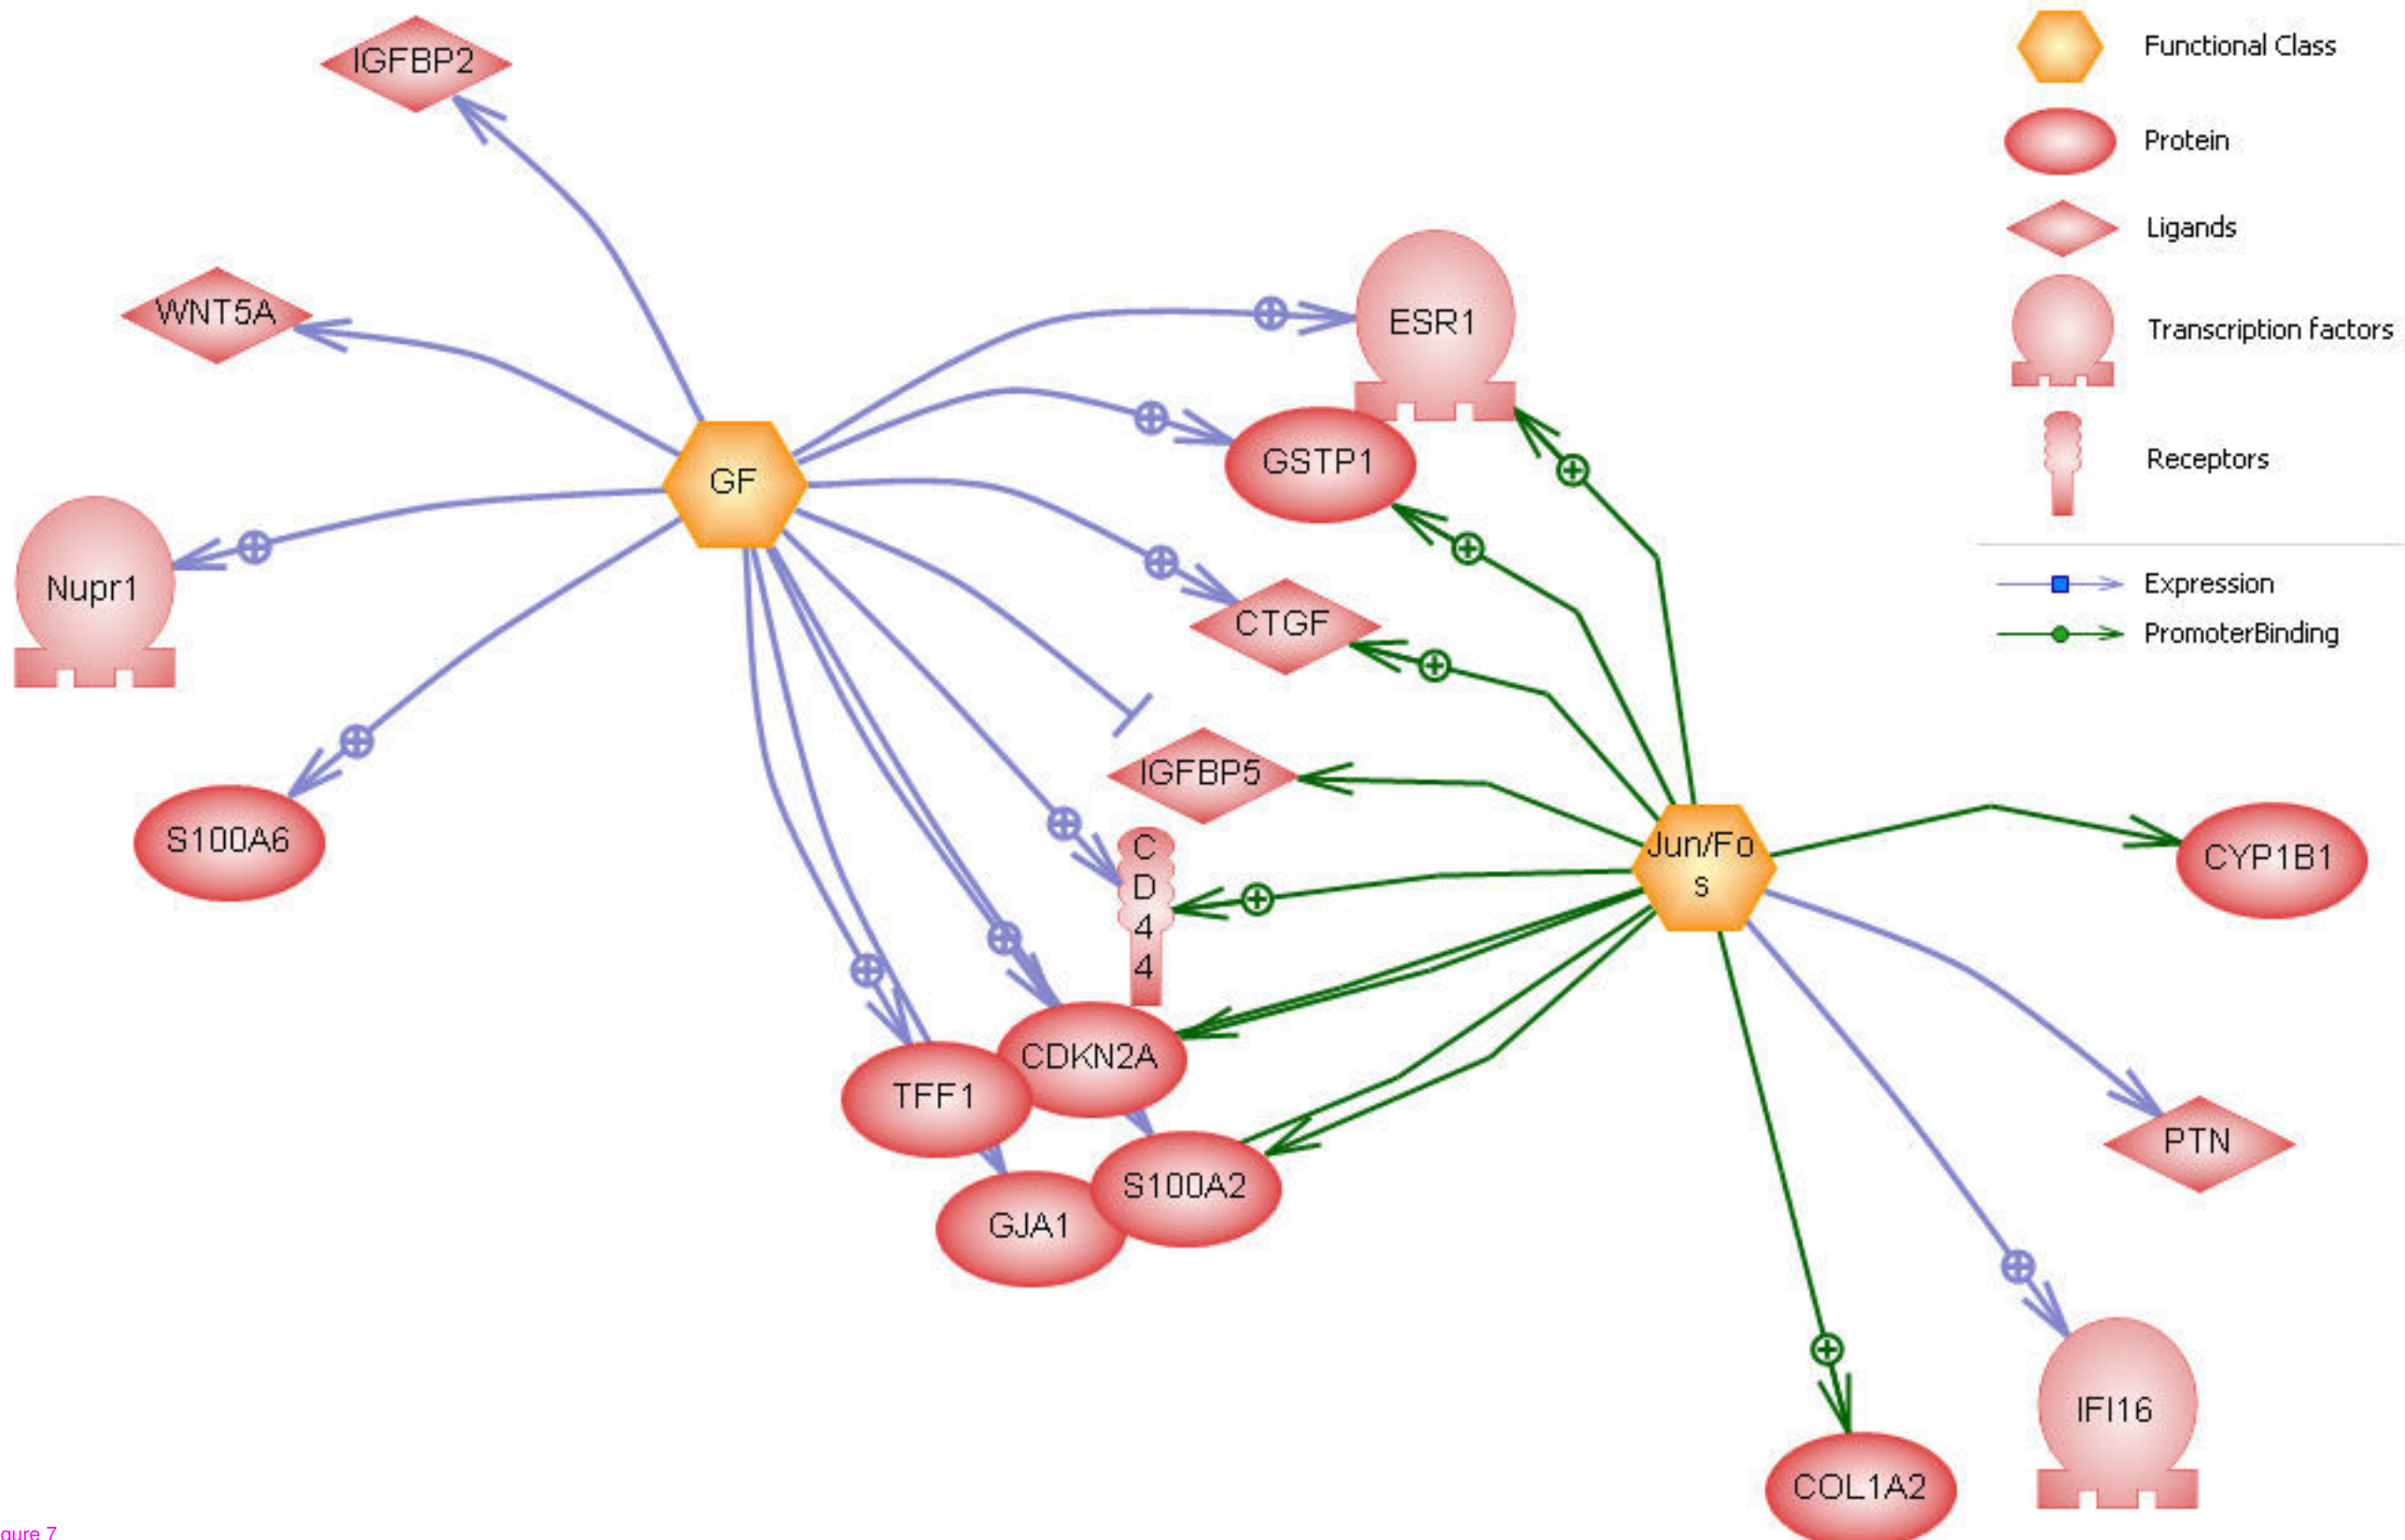 IGFBP2
WNT5A
GF
Nupr1
S100A6
ESR1
GSTP1
CTGF
IGFBP5
C
D
4
4
CDKN2A
TFF1
S100A2
GJA1
Jun/Fo
s
CYP1B1
PTN
IFI16
COL1A2
Functional Class
Protein
Ligands
Transcription factors
Receptors
Expression
PromoterBinding
gure 7